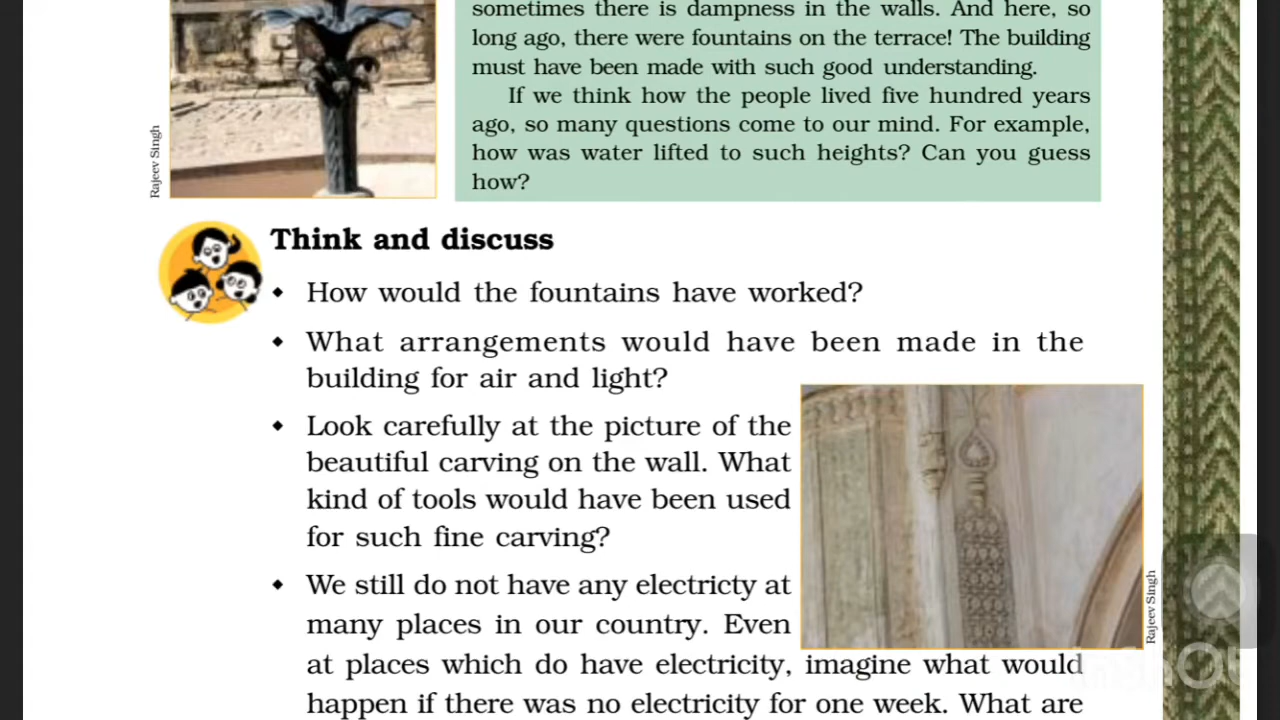 sometimes there is dampness in the walls. And here, so
long ago, there were fountains on the terrace! The building
must have been made with such good understanding.
If we think how the people lived five hundred years
ago, so many questions come to our mind. For example,
how was water lifted to such heights? Can you guess
how?
Rajeev Singh
Think and discuss
◆ How would the fountains have worked?
◆ What arrangements would have been made in the
building for air and light?
◆ Look carefully at the picture of the
beautiful carving on the wall. What
kind of tools would have been used
for such fine carving?
◆ We still do not have any electricty at
many places in our country. Even
at places which do have electricity, imagine what would
happen if there was no electricity for one week. What are
Rajeev Singh